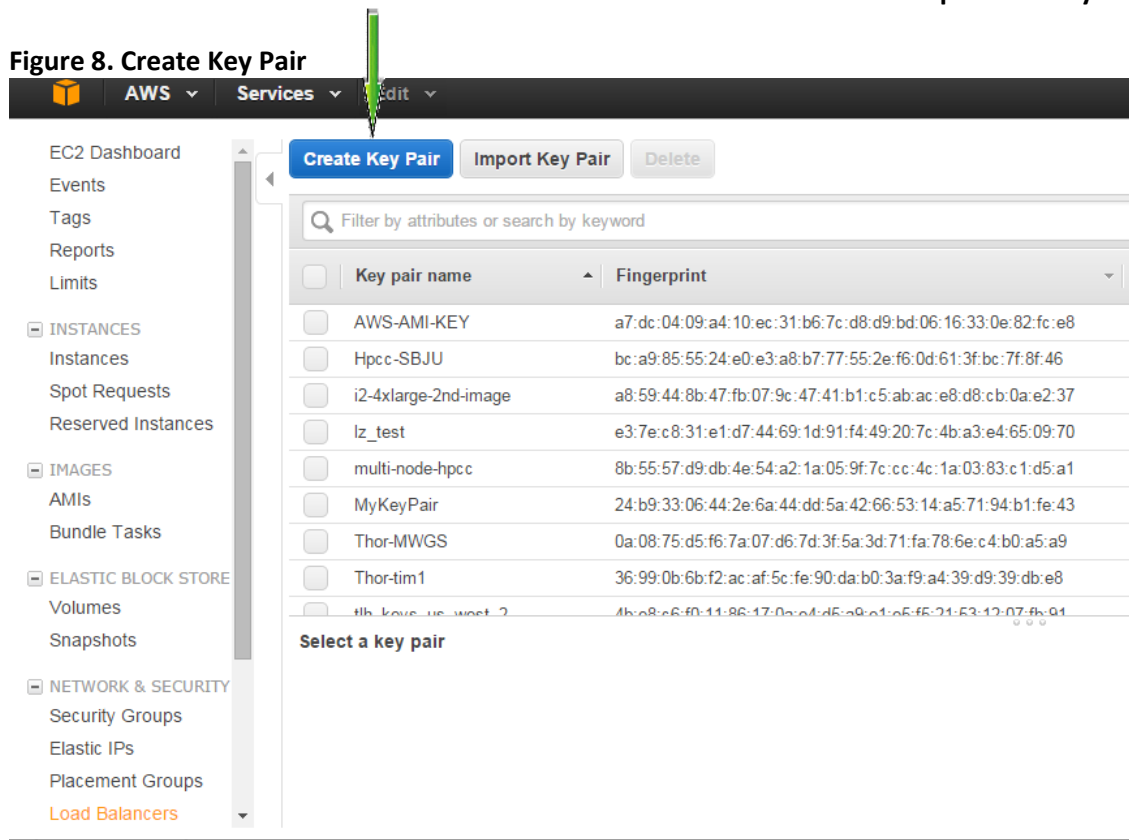 Figure 8. Create Key Pair
AWS Services Edit
EC2 Dashboard
Events
Tags
Reports
Limits
INSTANCES
Instances
Spot Requests
Reserved Instances
IMAGES
AMIs
Bundle Tasks
ELASTIC BLOCK STORE
Volumes
Snapshots
NETWORK & SECURITY
Security Groups
Elastic IPs
Placement Groups
Load Balancers
Create Key Pair Import Key Pair Delete
Filter by attributes or search by keyword
Key pair name Fingerprint
AWS-AMI-KEY a7:dc:04:09:a4:10:ec:31:b6:7c:d8:d9:bd:06:16:33:0e:82:fc:e8
Hpcc-SBJU bc:a9:85:55:24:e0:e3:a8:b7:77:55:2e:f6:0d:61:3f:bc:7f:8f:46
i2-4xlarge-2nd-image a8:59:44:8b:47:fb:07:9c:47:41:b1:c5:ab:ac:e8:d8:cb:0a:e2:37
lz_test e3:7e:c8:31:e1:d7:44:69:1d:91:f4:49:20:7c:4b:a3:e4:65:09:70
multi-node-hpcc 8b:55:57:d9:db:4e:54:a2:1a:05:9f:7c:cc:4c:1a:03:83:c1:d5:a1
MyKeyPair 24:b9:33:06:44:2e:6a:44:dd:5a:42:66:53:14:a5:71:94:b1:fe:43
Thor-MWGS 0a:08:75:d5:f6:7a:07:d6:7d:3f:5a:3d:71:fa:78:6e:c4:b0:a5:a9
Thor-tim1 36:99:0b:6b:f2:ac:af:5c:fe:90:da:b0:3a:f9:a4:39:d9:39:db:e8
Select a key pair